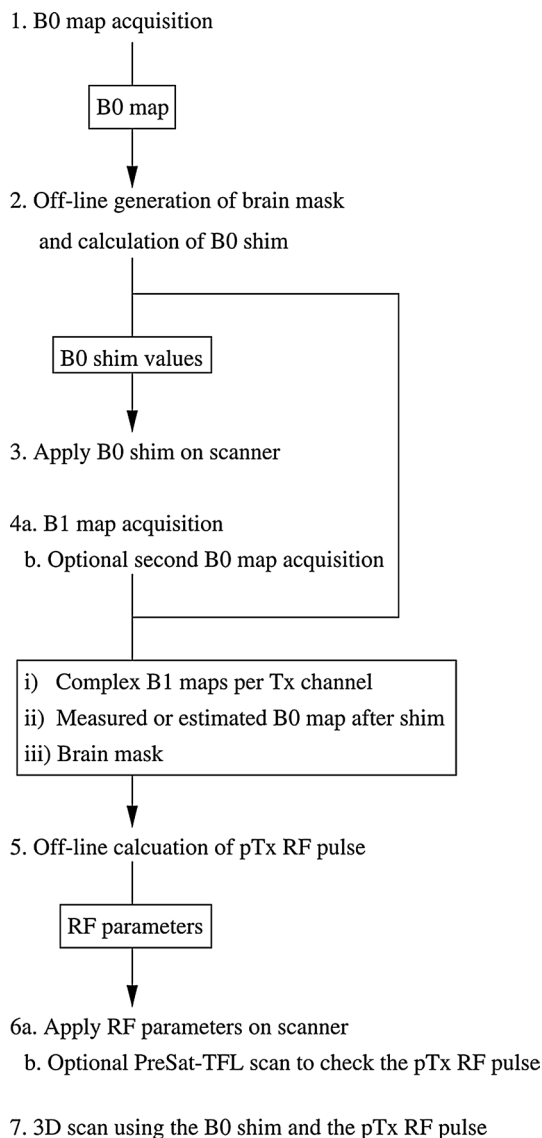 1. B0 map acquisition
B0 map
2. Off-line generation of brain mask
and calculation of B0 shim
B0 shim values
3. Apply B0 shim on scanner
4a. B1 map acquisition
b. Optional second B0 map acquisition
i) Complex B1 maps per Tx channel
ii) Measured or estimated B0 map after shim
iii) Brain mask
5. Off-line calcuation of pTx RF pulse
RF parameters
6a. Apply RF parameters on scanner
b. Optional PreSat-TFL scan to check the pTx RF pulse
7. 3D scan using the B0 shim and the pTx RF pulse